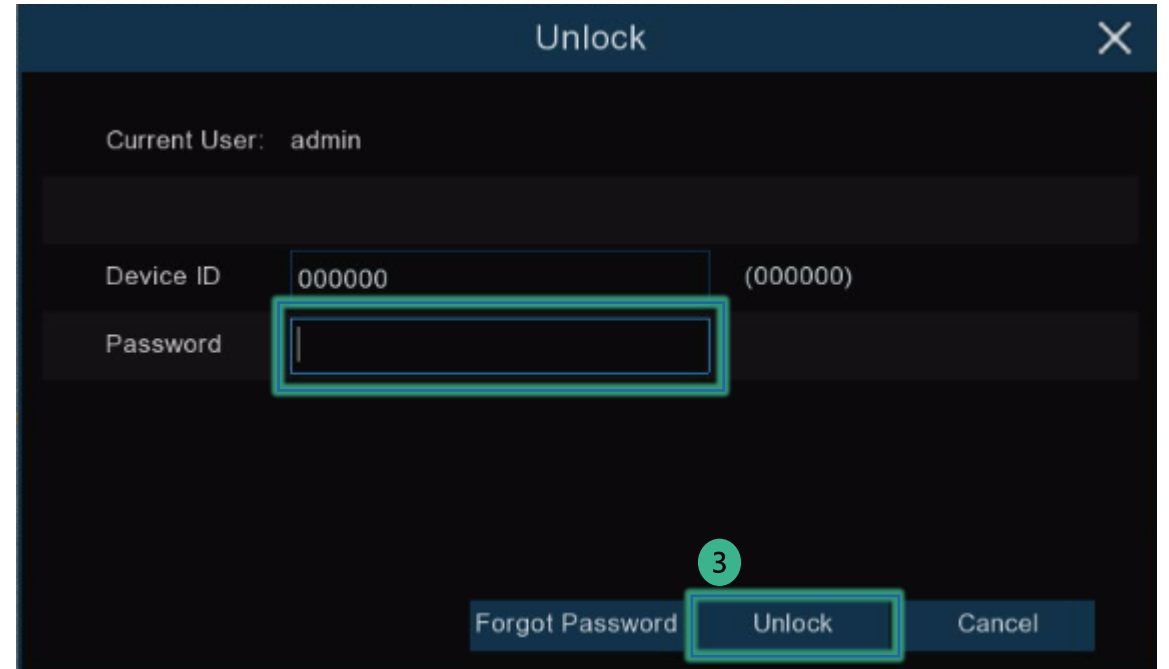 Unlock
Current User: admin
Device ID 000000 (000000)
Password
3
Forgot Password Unlock Cancel